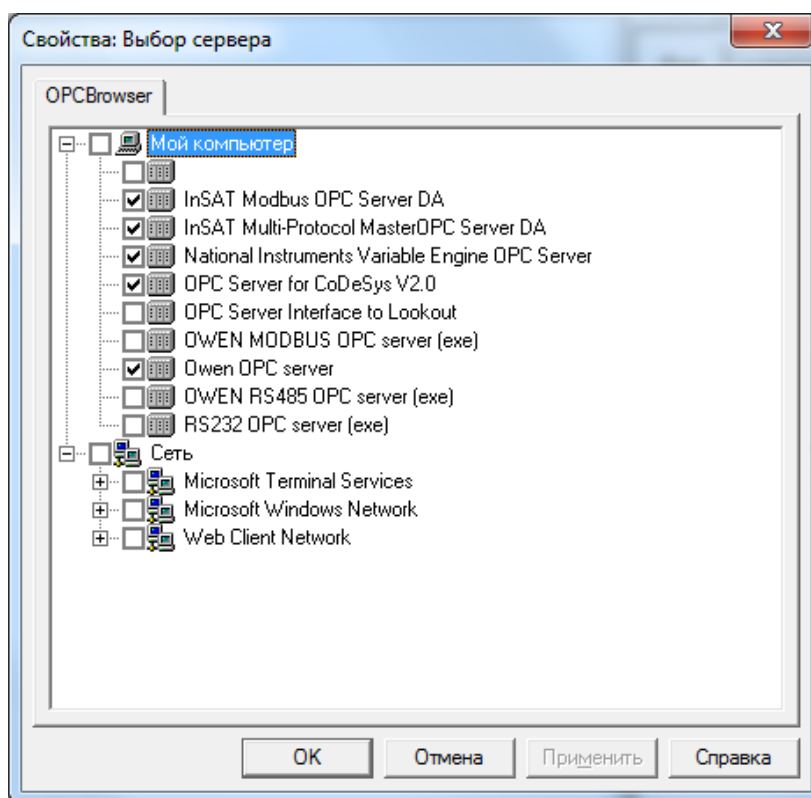 Свойства: Выбор сервера
OPCBrowser
Мой компьютер
InSAT Modbus OPC Server DA
InSAT Multi-Protocol MasterOPC Server DA
National Instruments Variable Engine OPC Server
OPC Server for CoDeSys V2.0
OPC Server Interface to Lookout
OWEN MODBUS OPC server (exe)
Owen OPC server
OWEN RS485 OPC server (exe)
RS232 OPC server (exe)
Сеть
Microsoft Terminal Services
Microsoft Windows Network
Web Client Network
OK Отмена Применить Справка